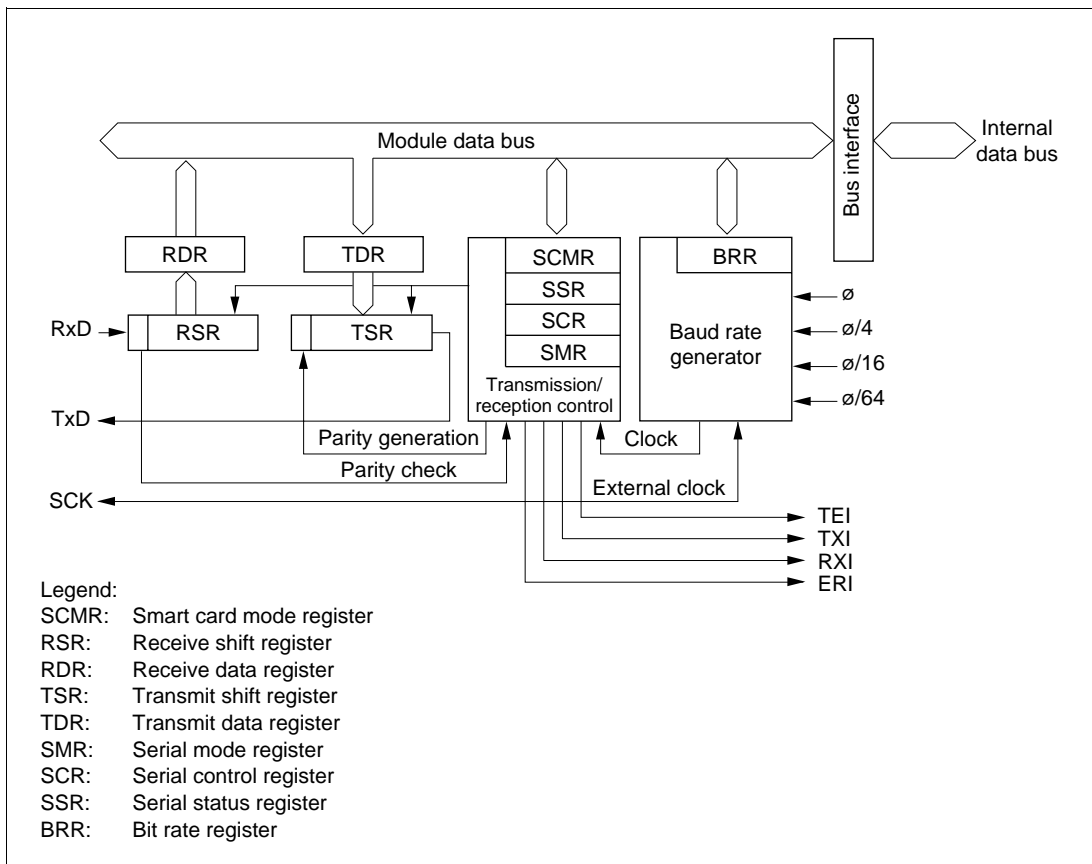 Bus interface
Module data bus
Internal
data bus
RDR
TDR
SCMR
BRR
SSR
SCR
SMR
RxD
RSR
TSR
Baud rate
generator
ø
ø/4
ø/16
ø/64
Transmission/
reception control
TxD
Parity generation
Clock
Parity check
SCK
External clock
TEI
TXI
RXI
ERI
Legend:
SCMR: Smart card mode register
RSR: Receive shift register
RDR: Receive data register
TSR: Transmit shift register
TDR: Transmit data register
SMR: Serial mode register
SCR: Serial control register
SSR: Serial status register
BRR: Bit rate register